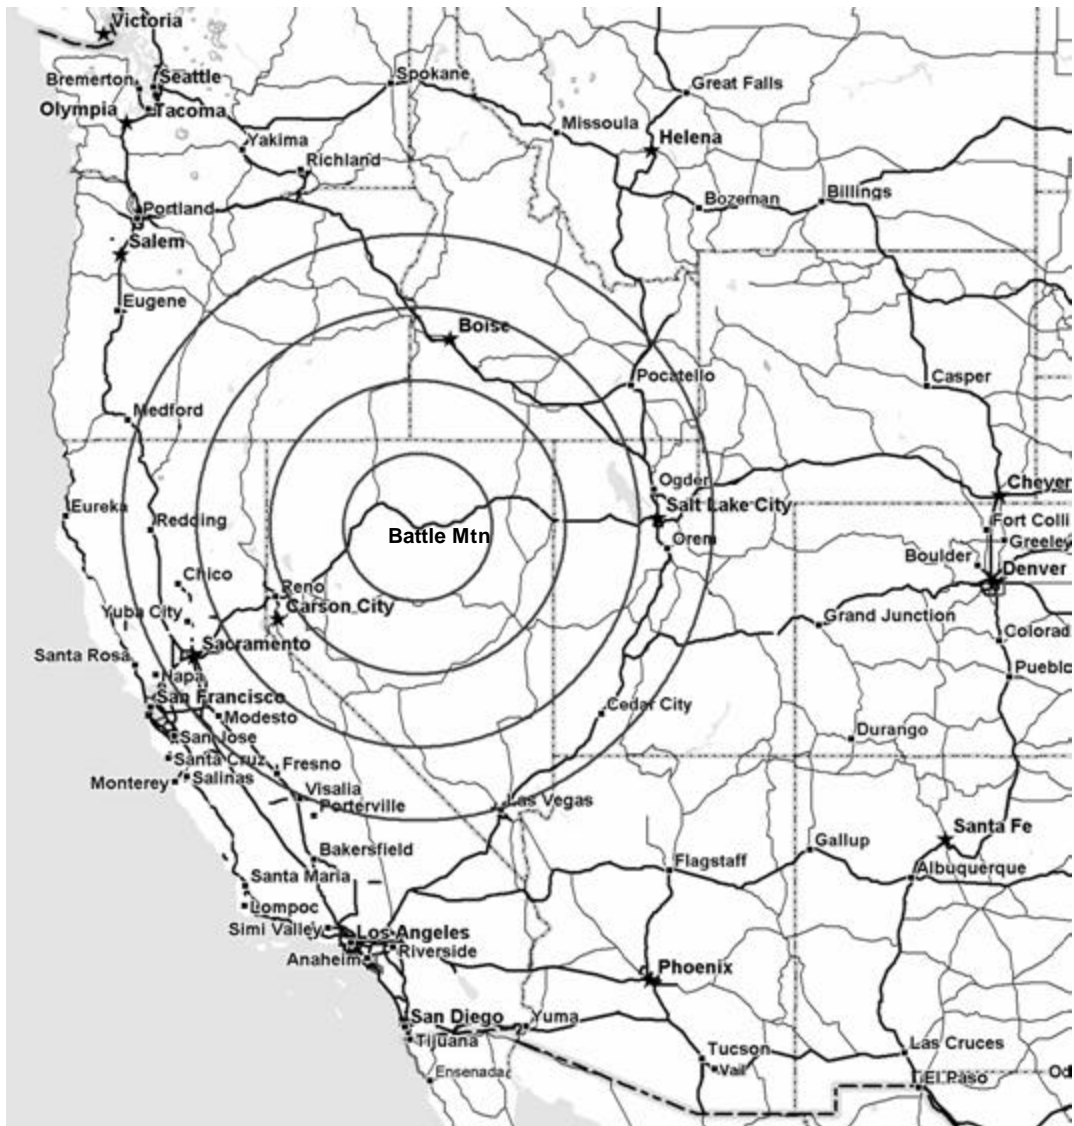 Victoria
Bremerton
Seattle
Spokane
Great Falls
Olympia
Tacoma
Missoula
Helena
Yakima
Richland
Bozeman
Billings
Portland
Salem
Eugene
Boise
Pocatello
Casper
Medford
Ogder
Cheyer
Eureka
Redding
Salt Lake City
Battle Mtn
Fort Colli
Orem
Greeley
Boulder
Chico
Reno
Denver
Yuba City
Carson City
Grand Junction
Colorad
Santa Rosa
Sacramento
Napa
Pueblc
San Francisco
Modesto
Cedar City
San Jose
Durango
Santa Cruz
Fresno
Monterey
Salinas
Visalia
Porterville
Las Vegas
Santa Fe
Bakersfield
Flagstaff
Gallup
Albuquerque
Santa Maria
Lompoc
Simi Valley
Los Angeles
Riverside
Anaheim
Phoenix
San Diego
Yuma
Tijuana
Tucson
Las Cruces
Vail
Ensenada
El Paso
Od